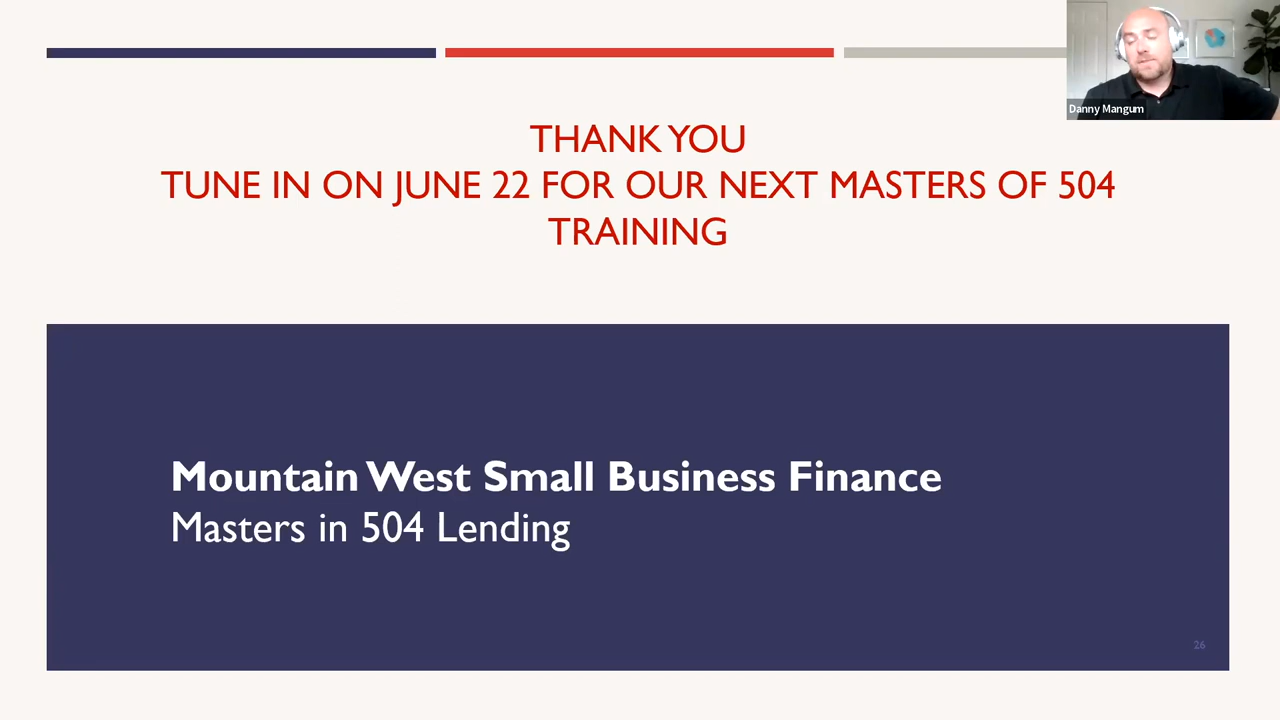 Danny Mangum
THANK YOU
TUNE IN ON JUNE 22 FOR OUR NEXT MASTERS OF 504
TRAINING
Mountain West Small Business Finance
Masters in 504 Lending
26